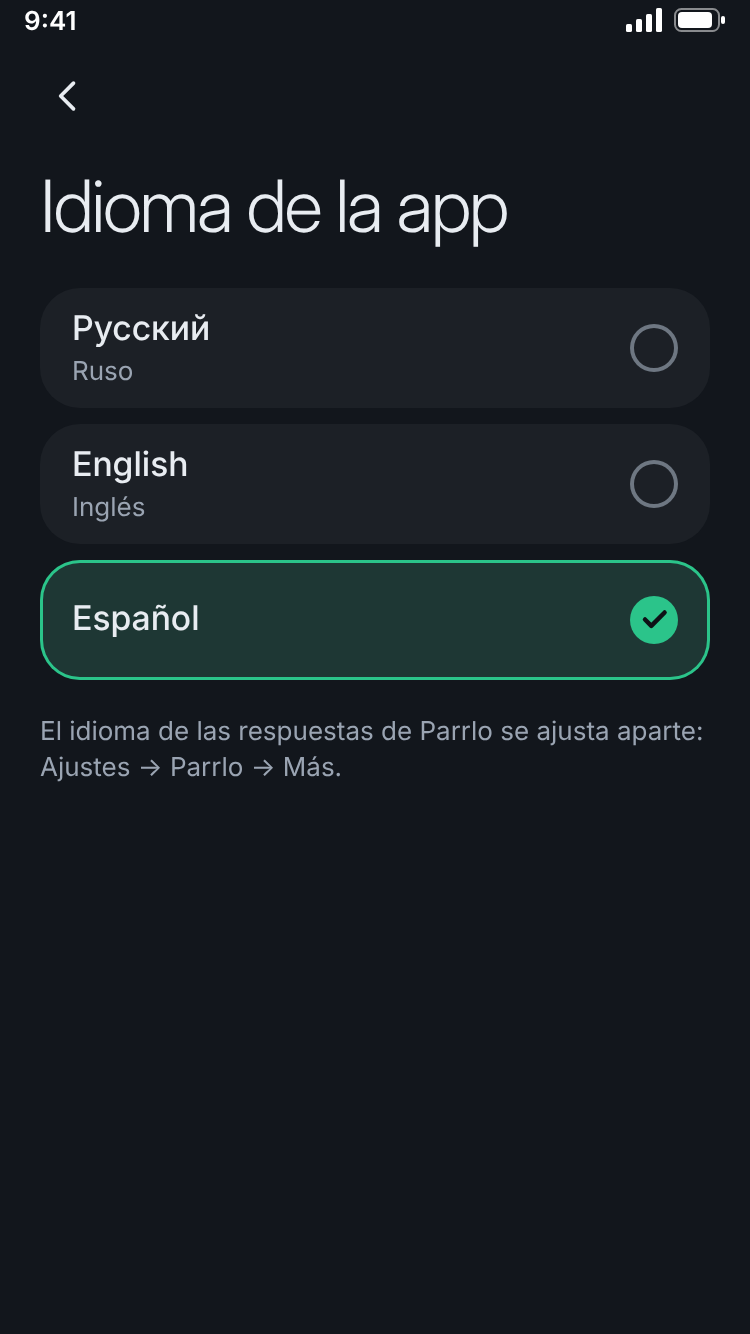 9:41
Idioma de la app
Русский
Ruso
English
Inglés
Español
El idioma de las respuestas de Parrlo se ajusta aparte:
Ajustes → Parrlo → Más.